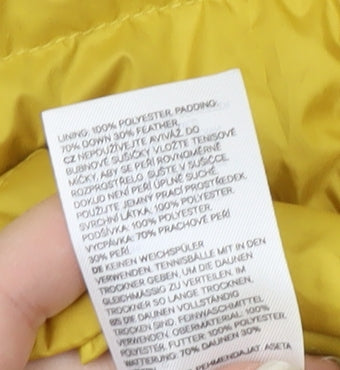 LINING: 100% POLYESTER. PADDING:
70% DOWN 30% FEATHER.
CZ NEPOUŽÍVEJTE AVIVÁŽ. DO
BUBNOVÉ SUŠIČKY VLOŽTE TENISOVÉ
MÍČKY, ABY SE PEŘÍ ROVNOMĚRNĚ
ROZPROSTŘELO. SUŠTE V SUŠIČCE,
DOKUD NENÍ PEŘÍ ÚPLNĚ SUCHÉ.
POUŽIJTE JEMNÝ PRACÍ PROSTŘEDEK.
SVRCHNÍ LÁTKA: 100% POLYESTER.
PODŠÍVKA: 100% POLYESTER.
VÝCPÁVKA: 70% PRACHOVÉ PEŘÍ
30% PEŘÍ.
DE KEINEN WEICHSPÜLER
VERWENDEN. TENNISBÄLLE MIT IN DEN
TROCKNER GEBEN, UM DIE DAUNEN
GLEICHMÄSSIG ZU VERTEILEN. IM
TROCKNER SO LANGE TROCKNEN,
BIS DIE DAUNEN VOLLSTÄNDIG
TROCKEN SIND. FEINWASCHMITTEL
VERWENDEN. OBERMATERIAL: 100%
POLYESTER. FUTTER: 100% POLYESTER.
WATTIERUNG: 70% DAUNEN 30%
ASETA